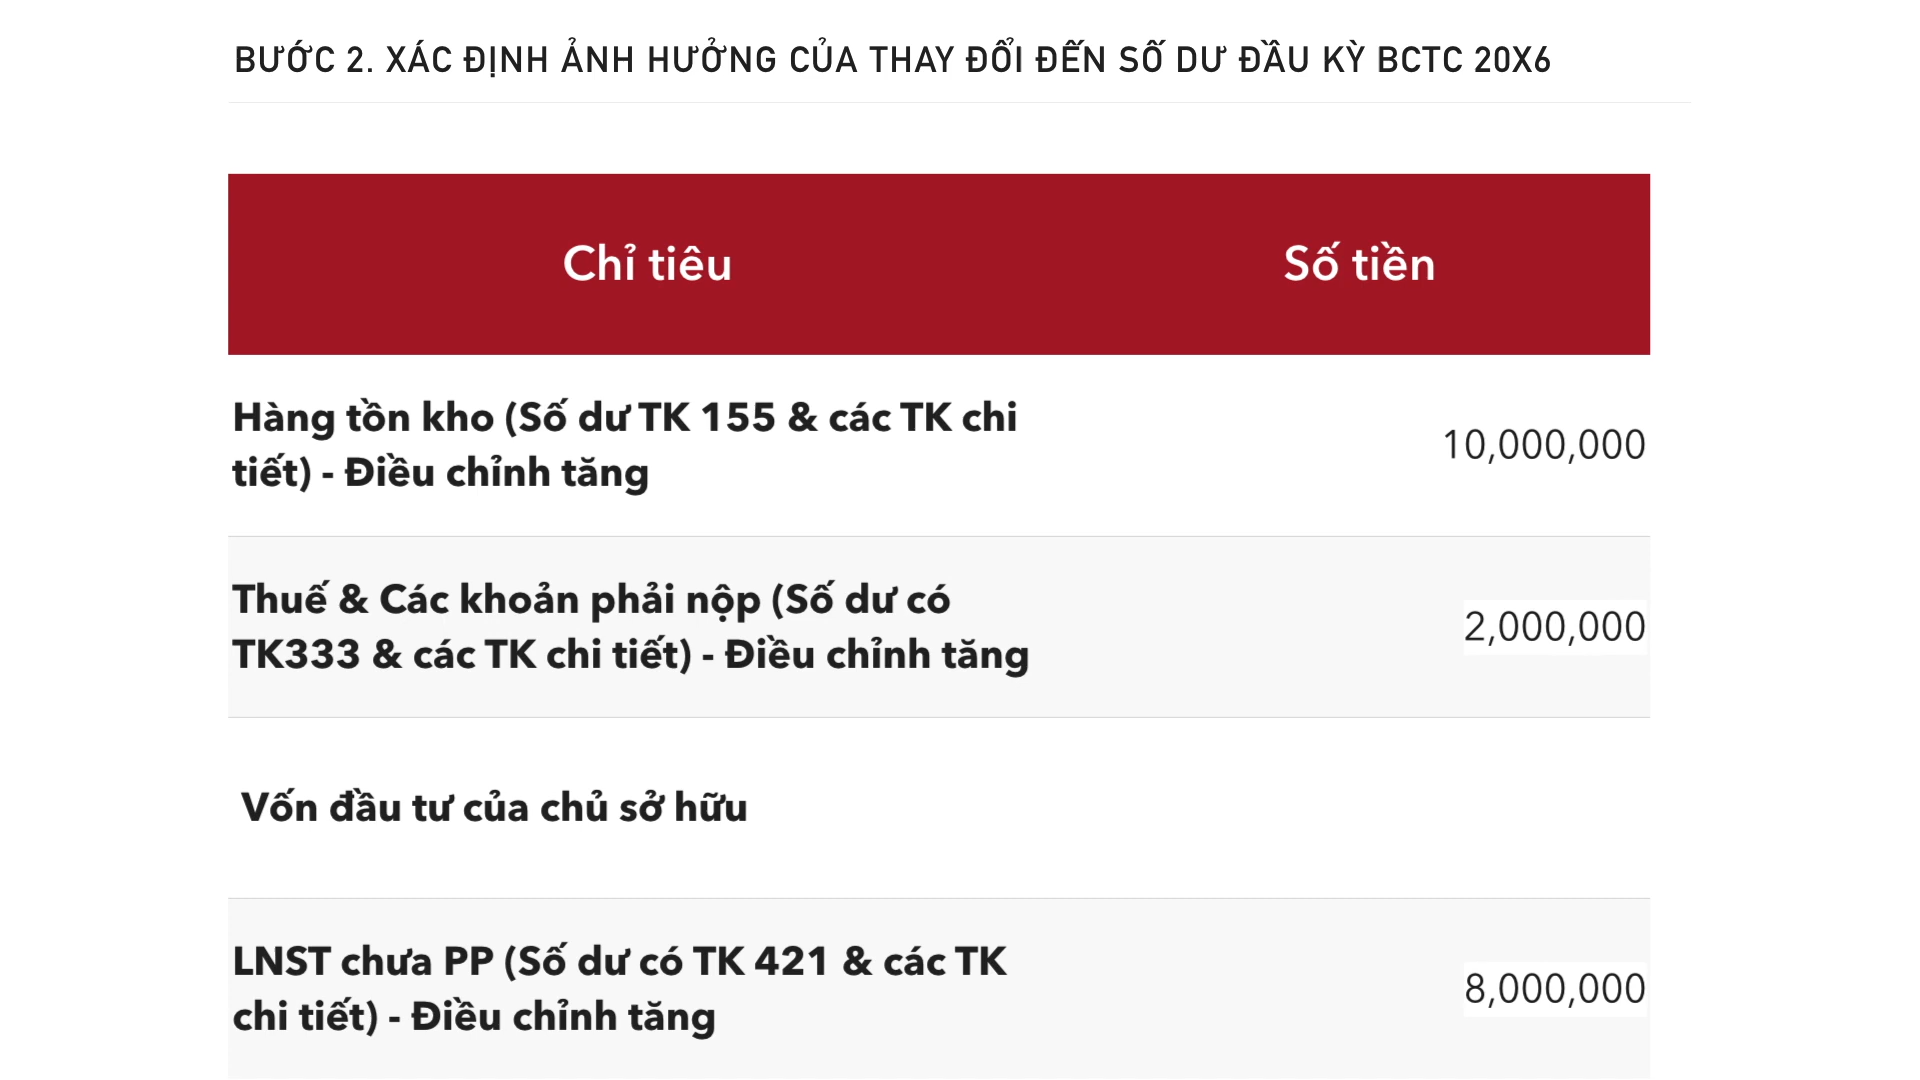 BƯỚC 2. XÁC ĐỊNH ẢNH HƯỞNG CỦA THAY ĐỔI ĐẾN SỐ DƯ ĐẦU KỲ BCTC 20X6
Chỉ tiêu Số tiền
Hàng tồn kho (Số dư TK 155 & các TK chi
tiết) - Điều chỉnh tăng
10,000,000
Thuế & Các khoản phải nộp (Số dư có
TK333 & các TK chi tiết) - Điều chỉnh tăng
2,000,000
Vốn đầu tư của chủ sở hữu
LNST chưa PP (Số dư có TK 421 & các TK
chi tiết) - Điều chỉnh tăng
8,000,000